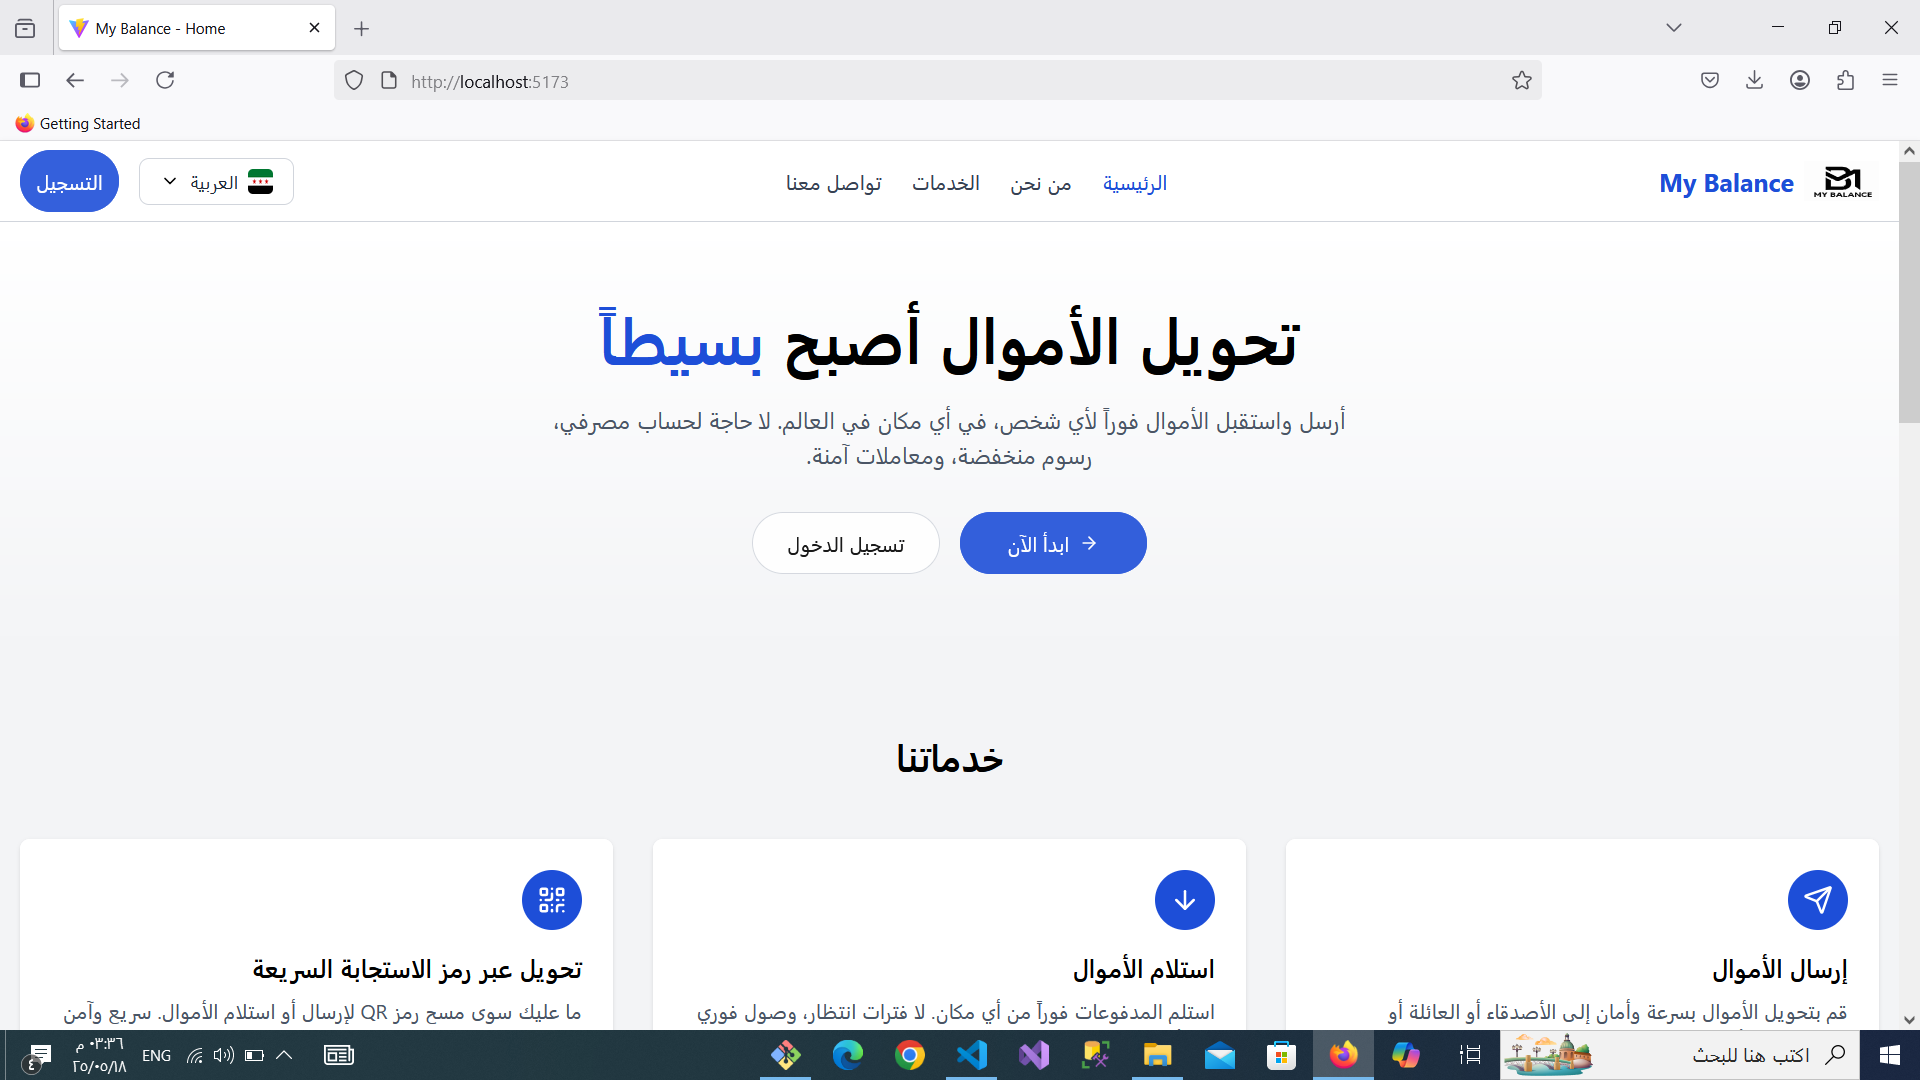 My Balance - Home
http://localhost:5173
Getting Started
MY BALANCE
My Balance
الرئيسية
من نحن
الخدمات
تواصل معنا
العربية
التسجيل
تحويل الأموال أصبح بسيطاً
أرسل واستقبل الأموال فوراً لأي شخص، في أي مكان في العالم. لا حاجة لحساب مصرفي،
رسوم منخفضة، ومعاملات آمنة.
ابدأ الآن
تسجيل الدخول
خدماتنا
إرسال الأموال
قم بتحويل الأموال بسرعة وأمان إلى الأصدقاء أو العائلة أو
استلام الأموال
استلم المدفوعات فوراً من أي مكان. لا فترات انتظار، وصول فوري
تحويل عبر رمز الاستجابة السريعة
ما عليك سوى مسح رمز QR لإرسال أو استلام الأموال. سريع وآمن
اكتب هنا للبحث
ENG
٠٣:٣٦ م
٢٥/٠٥/١٨
٤